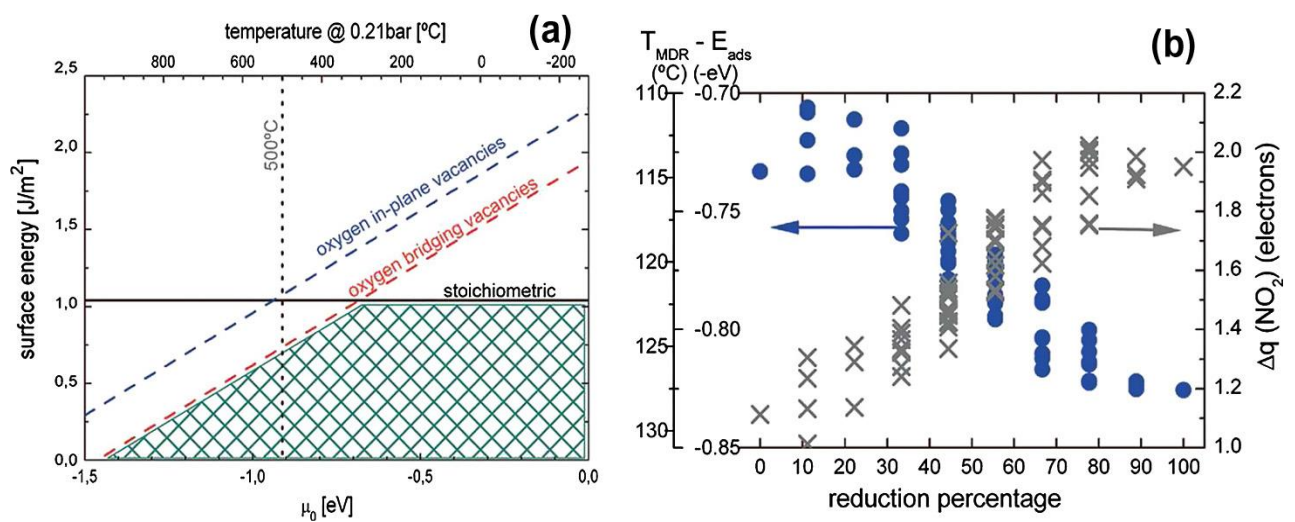 temperature @ 0.21bar [ºC]
(a)
800 600 400 200 0 -200
2,5
2,0
1,5
1,0
0,5
0,0
surface energy [J/m²]
500ºC
oxygen in-plane vacancies
oxygen bridging vacancies
stoichiometric
-1,5 -1,0 -0,5 0,0
μ₀ [eV]
(b)
T_MDR - E_ads
(ºC) (-eV)
110
115
120
125
130
-0.70
-0.75
-0.80
-0.85
2.2
2.0
1.8
1.6
1.4
1.2
1.0
Δq (NO₂) (electrons)
0 10 20 30 40 50 60 70 80 90 100
reduction percentage